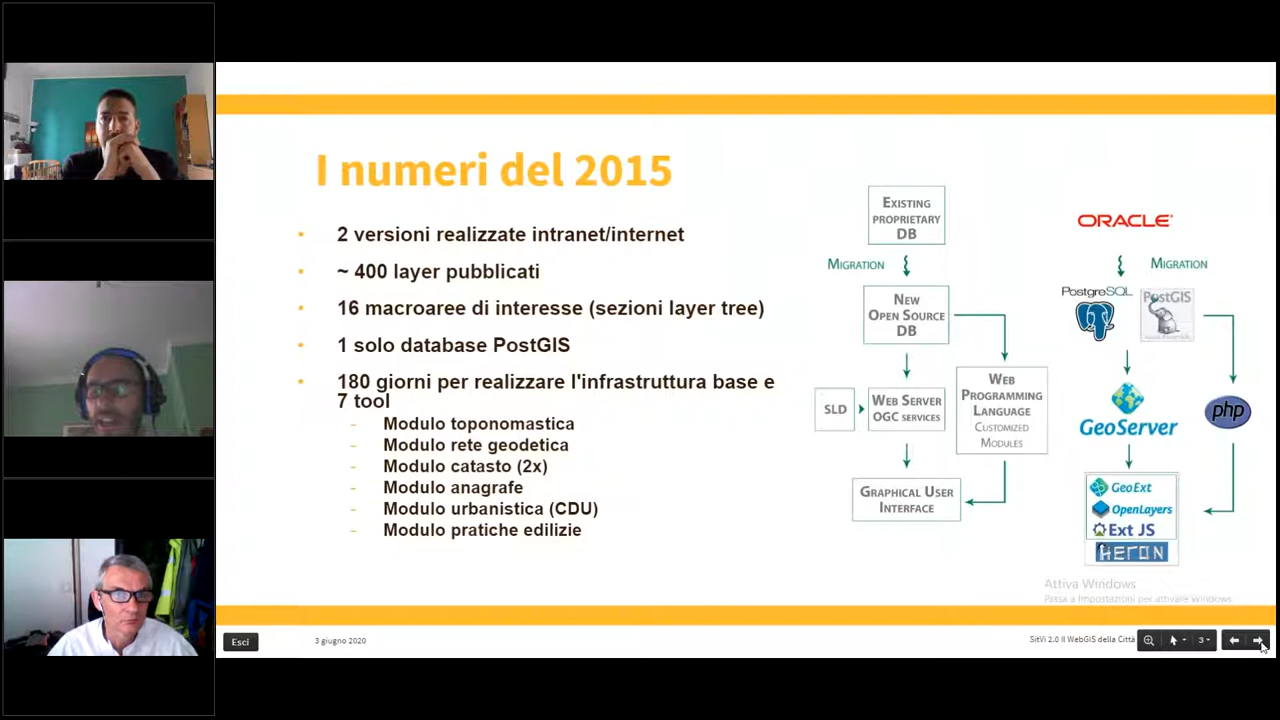 I numeri del 2015
2 versioni realizzate intranet/internet
~ 400 layer pubblicati
16 macroaree di interesse (sezioni layer tree)
1 solo database PostGIS
180 giorni per realizzare l'infrastruttura base e
7 tool
- Modulo toponomastica
- Modulo rete geodetica
- Modulo catasto (2x)
- Modulo anagrafe
- Modulo urbanistica (CDU)
- Modulo pratiche edilizie
EXISTING
PROPRIETARY
DB
MIGRATION
NEW
OPEN SOURCE
DB
SLD
WEB SERVER
OGC SERVICES
WEB
PROGRAMMING
LANGUAGE
CUSTOMIZED
MODULES
GRAPHICAL USER
INTERFACE
ORACLE
MIGRATION
PostgreSQL
PostGIS
GeoServer
php
GeoExt
OpenLayers
Ext JS
HERON
Attiva Windows
Passa a Impostazioni per attivare Windows.
Esci
3 giugno 2020
SitVi 2.0 Il WebGIS della Città
3